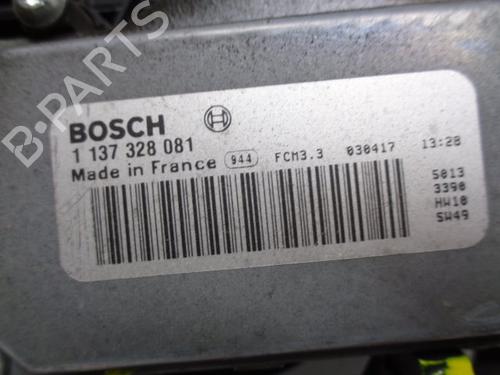 BOSCH
1 137 328 081
Made in France 944 FCM3.3 030417 13:28
5013
3390
HW10
SW49
B-PARTS